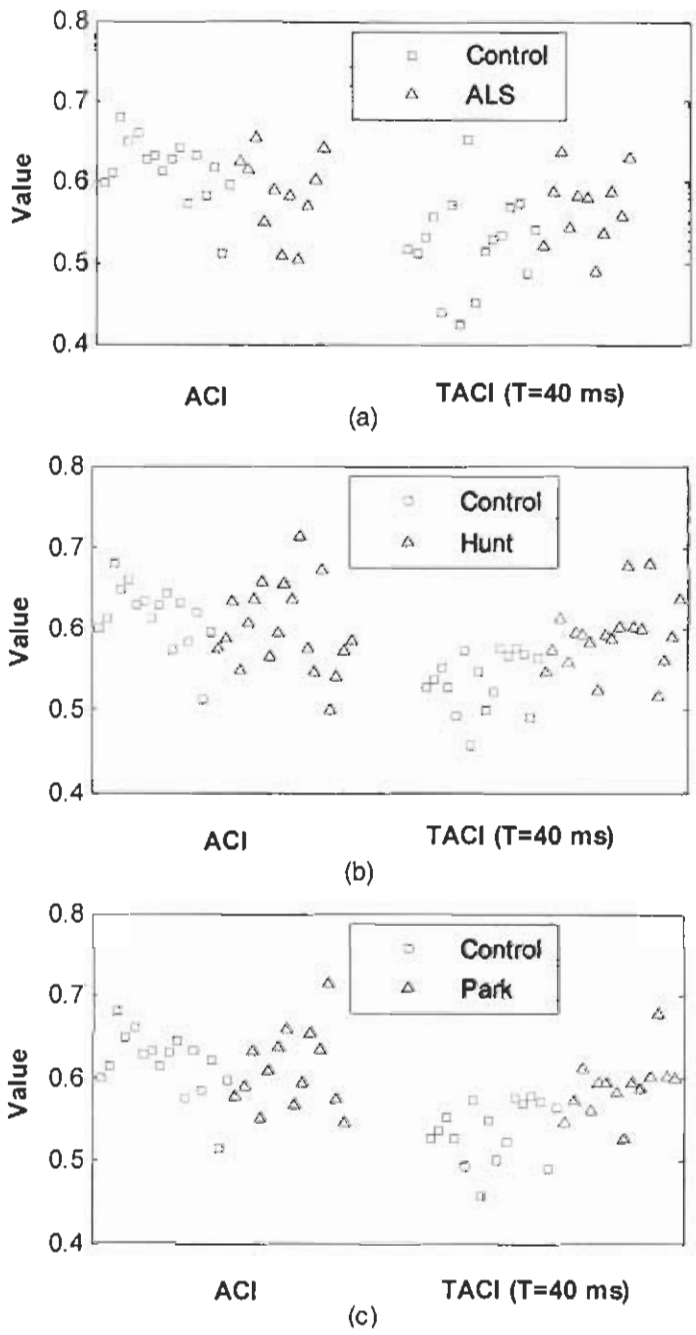 0.8
Control
ALS
0.7
0.6
0.5
0.4
Value
ACI
TACI (T=40 ms)
(a)
0.8
Control
Hunt
0.7
0.6
0.5
0.4
Value
ACI
TACI (T=40 ms)
(b)
0.8
Control
Park
0.7
0.6
0.5
0.4
Value
ACI
TACI (T=40 ms)
(c)